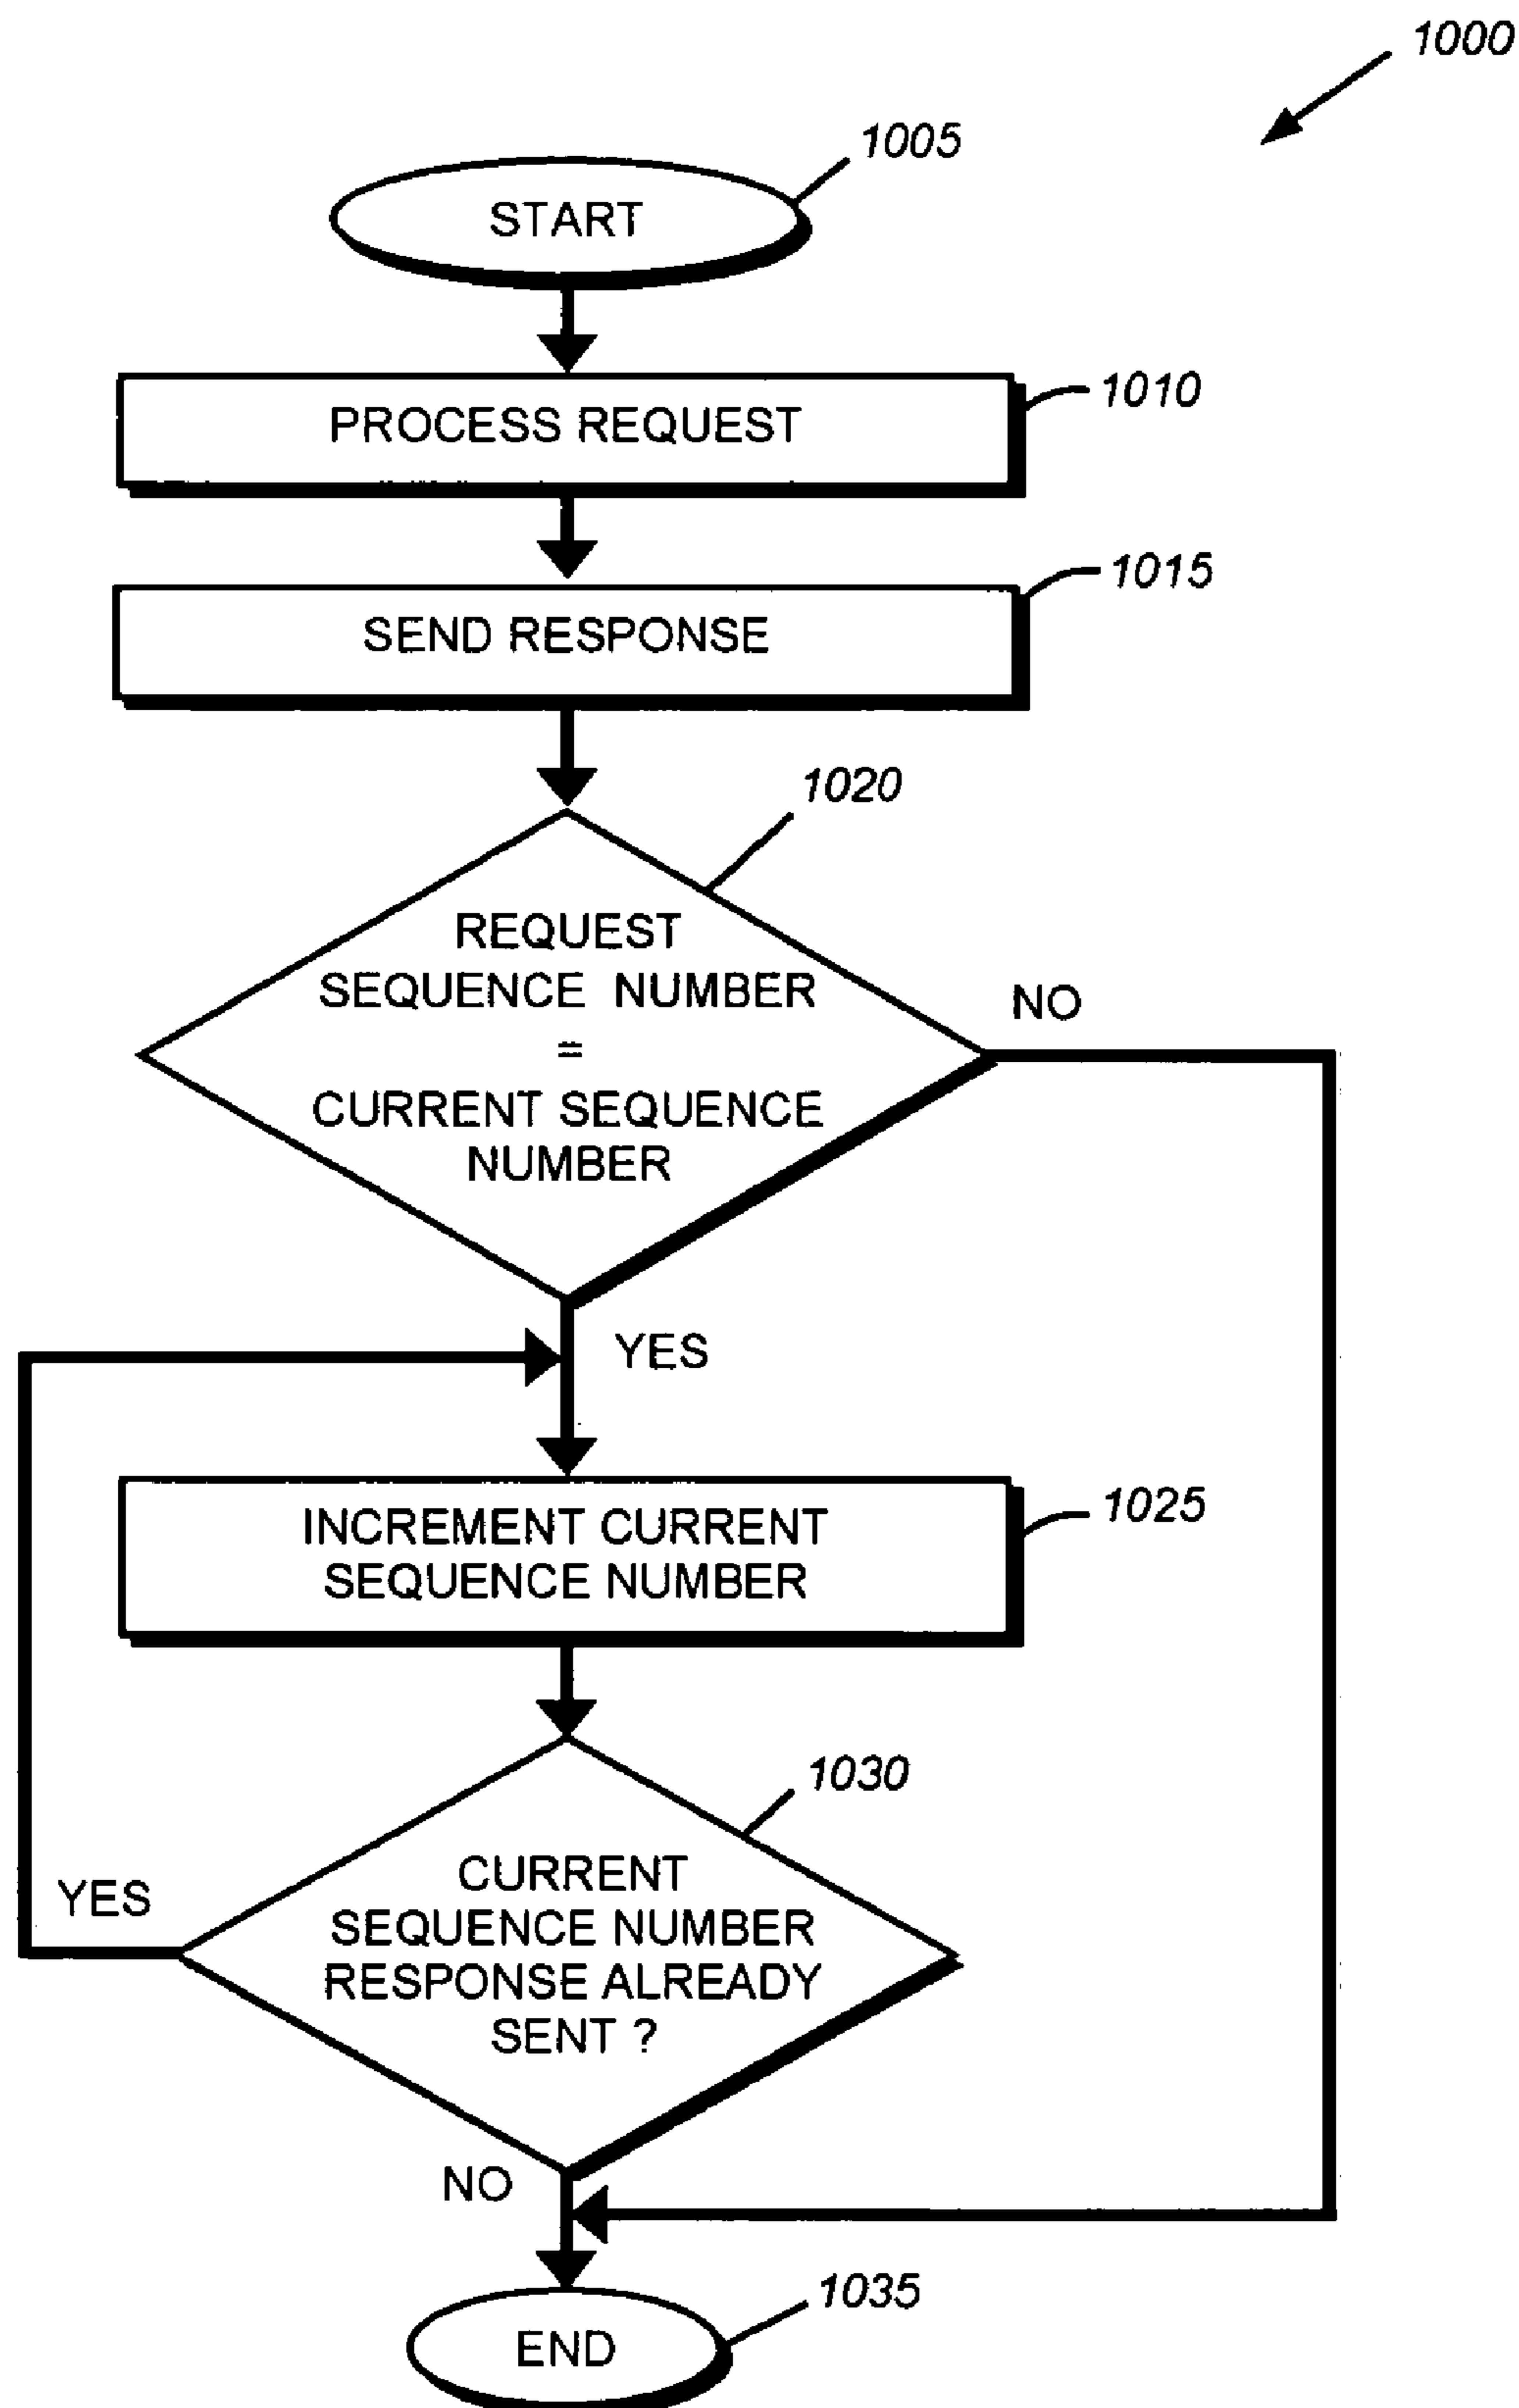 1000
1005
START
1010
PROCESS REQUEST
1015
SEND RESPONSE
1020
REQUEST
SEQUENCE NUMBER
=
CURRENT SEQUENCE
NUMBER
NO
YES
1025
INCREMENT CURRENT
SEQUENCE NUMBER
1030
CURRENT
SEQUENCE NUMBER
RESPONSE ALREADY
SENT ?
YES
NO
1035
END